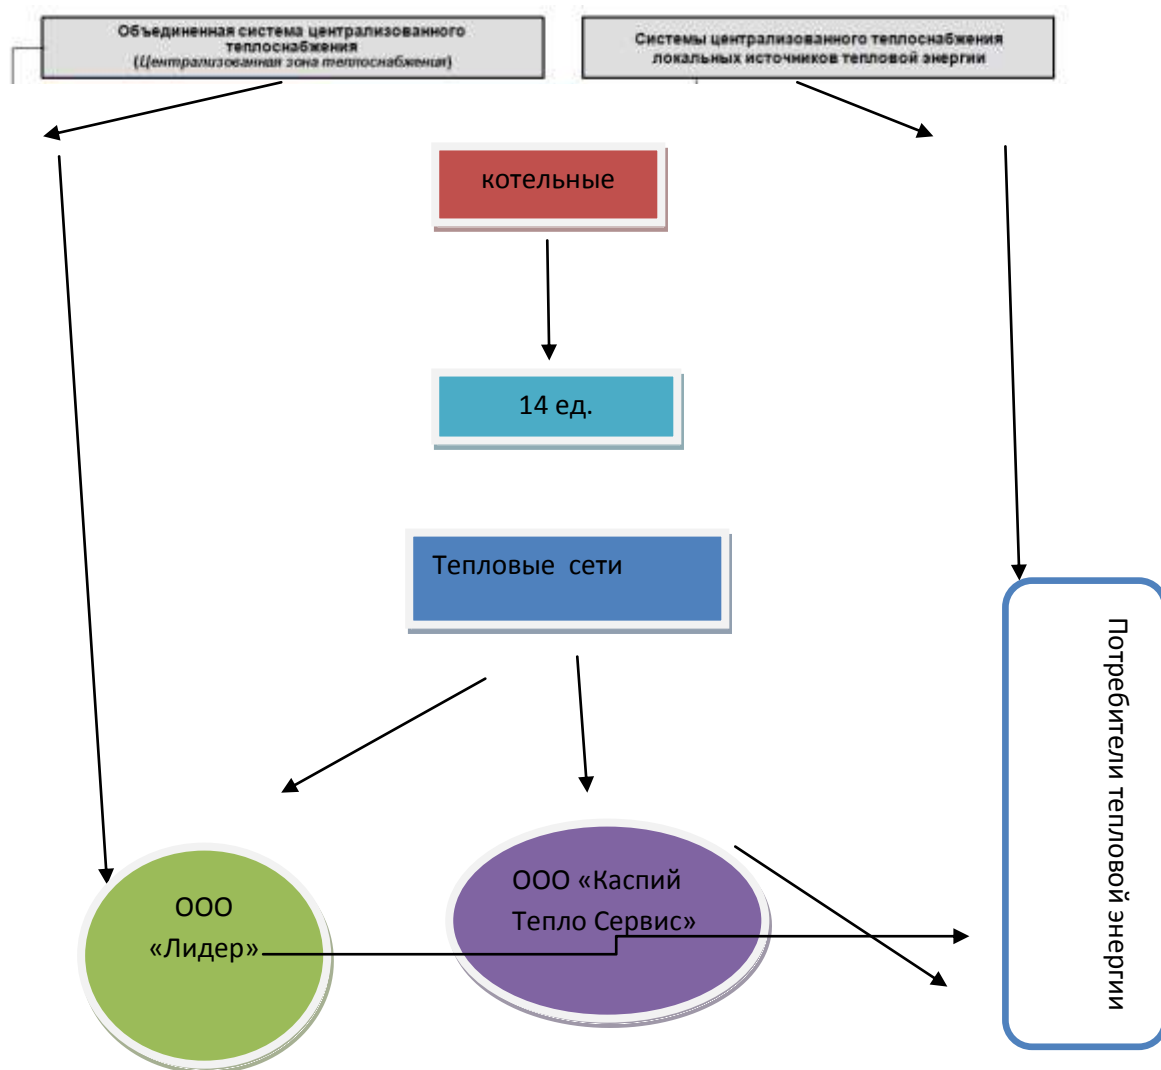 Объединенная система централизованного
теплоснабжения
(Централизованная зона теплоснабжения)
Системы централизованного теплоснабжения
локальных источников тепловой энергии
котельные
14 ед.
Тепловые сети
ООО
«Лидер»
ООО «Каспий
Тепло Сервис»
Потребители тепловой энергии